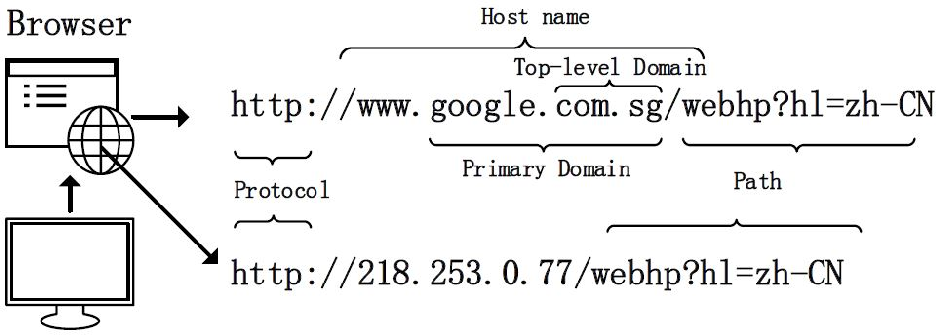 Browser
Host name
Top-level Domain
http://www.google.com.sg/webhp?hl=zh-CN
Primary Domain
Protocol
Path
http://218.253.0.77/webhp?hl=zh-CN